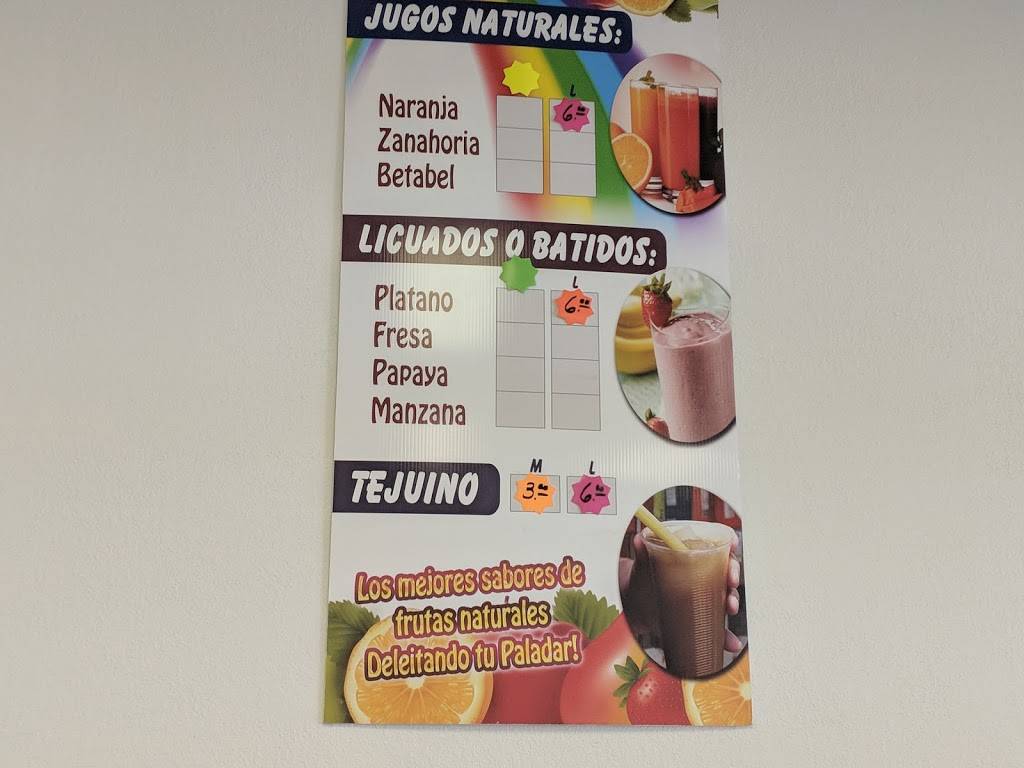 JUGOS NATURALES:
L
Naranja 6.00
Zanahoria
Betabel
LICUADOS O BATIDOS:
L
Platano 6.00
Fresa
Papaya
Manzana
M L
TEJUINO 3.00 6.00
Los mejores sabores de
frutas naturales
Deleitando tu Paladar!